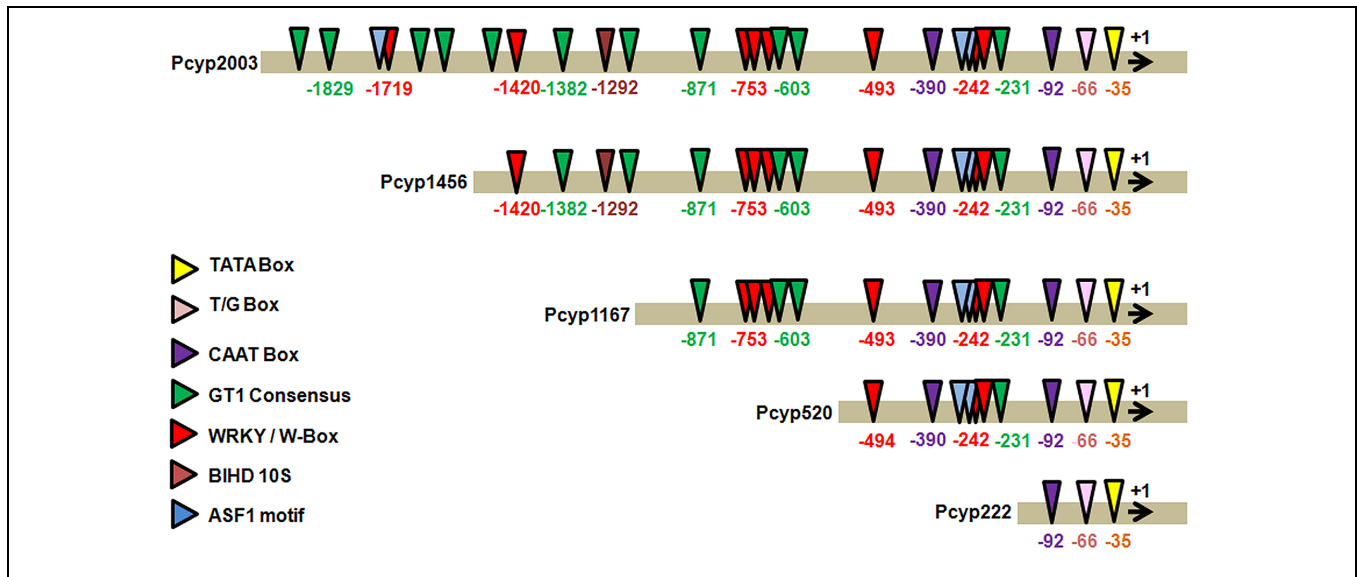 +1
Pcyp2003
-1829 -1719 -1420 -1382 -1292 -871 -753 -603 -493 -390 -242 -231 -92 -66 -35
+1
Pcyp1456
-1420 -1382 -1292 -871 -753 -603 -493 -390 -242 -231 -92 -66 -35
+1
Pcyp1167
-871 -753 -603 -493 -390 -242 -231 -92 -66 -35
+1
Pcyp520
-494 -390 -242 -231 -92 -66 -35
+1
Pcyp222
-92 -66 -35
TATA Box
T/G Box
CAAT Box
GT1 Consensus
WRKY / W-Box
BIHD 10S
ASF1 motif